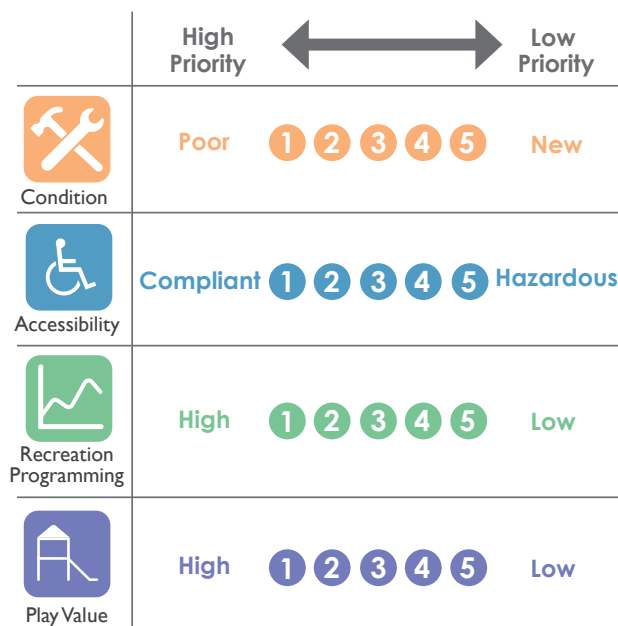 High
Priority
Low
Priority
Condition
Poor 1 2 3 4 5 New
Accessibility
Compliant 1 2 3 4 5 Hazardous
Recreation
Programming
High 1 2 3 4 5 Low
Play Value
High 1 2 3 4 5 Low